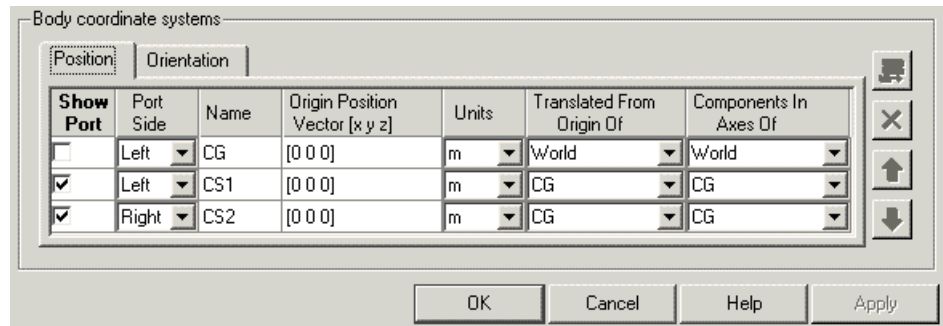 Body coordinate systems
Position Orientation
Show Port Port Side Name Origin Position Vector [x y z] Units Translated From Origin Of Components In Axes Of
Left CG [0 0 0] m World World
Left CS1 [0 0 0] m CG CG
Right CS2 [0 0 0] m CG CG
OK Cancel Help Apply